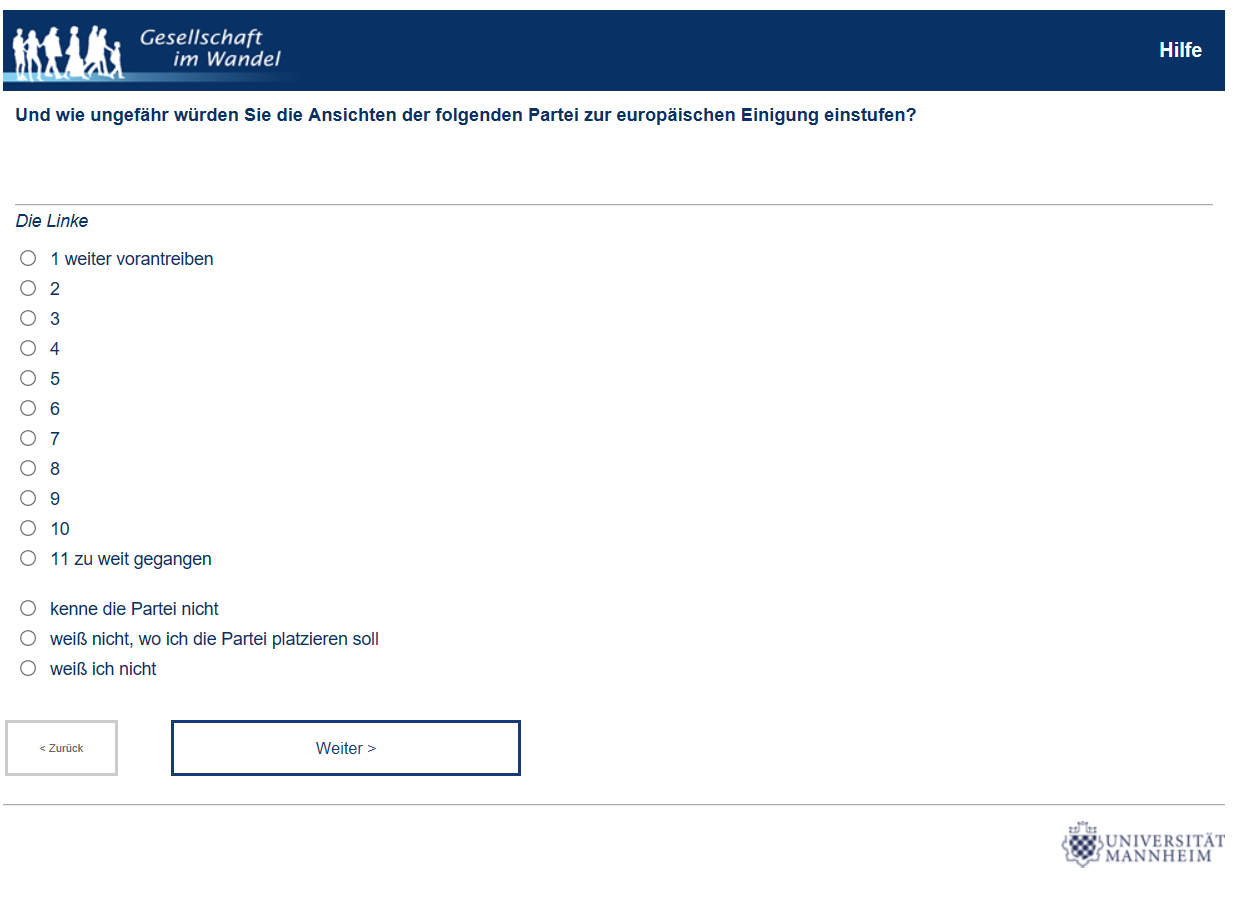 Gesellschaft
im Wandel
Hilfe
Und wie ungefähr würden Sie die Ansichten der folgenden Partei zur europäischen Einigung einstufen?
Die Linke
1 weiter vorantreiben
2
3
4
5
6
7
8
9
10
11 zu weit gegangen
kenne die Partei nicht
weiß nicht, wo ich die Partei platzieren soll
weiß ich nicht
< Zurück
Weiter >
UNIVERSITÄT
MANNHEIM